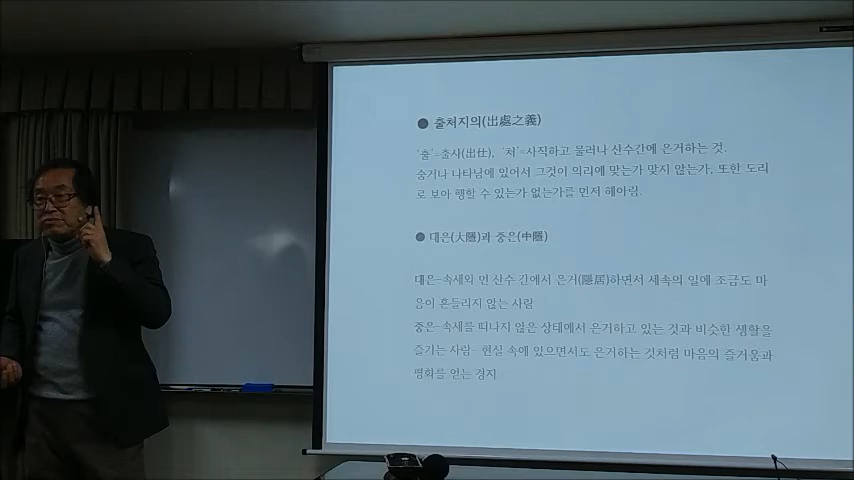 ● 출처지의(出處之義)
'출'=출사(出仕), '처'=사직하고 물러나 산수간에 은거하는 것.
숨거나 나타남에 있어서 그것이 의리에 맞는가 맞지 않는가, 또한 도리
로 보아 행할 수 있는가 없는가를 먼저 헤아림.
● 대은(大隱)과 중은(中隱)
대은-속세와 먼 산수 간에서 은거(隱居)하면서 세속의 일에 조금도 마
음이 흔들리지 않는 사람
중은-속세를 떠나지 않은 상태에서 은거하고 있는 것과 비슷한 생활을
즐기는 사람-현실 속에 있으면서도 은거하는 것처럼 마음의 즐거움과
평화를 얻는 경지